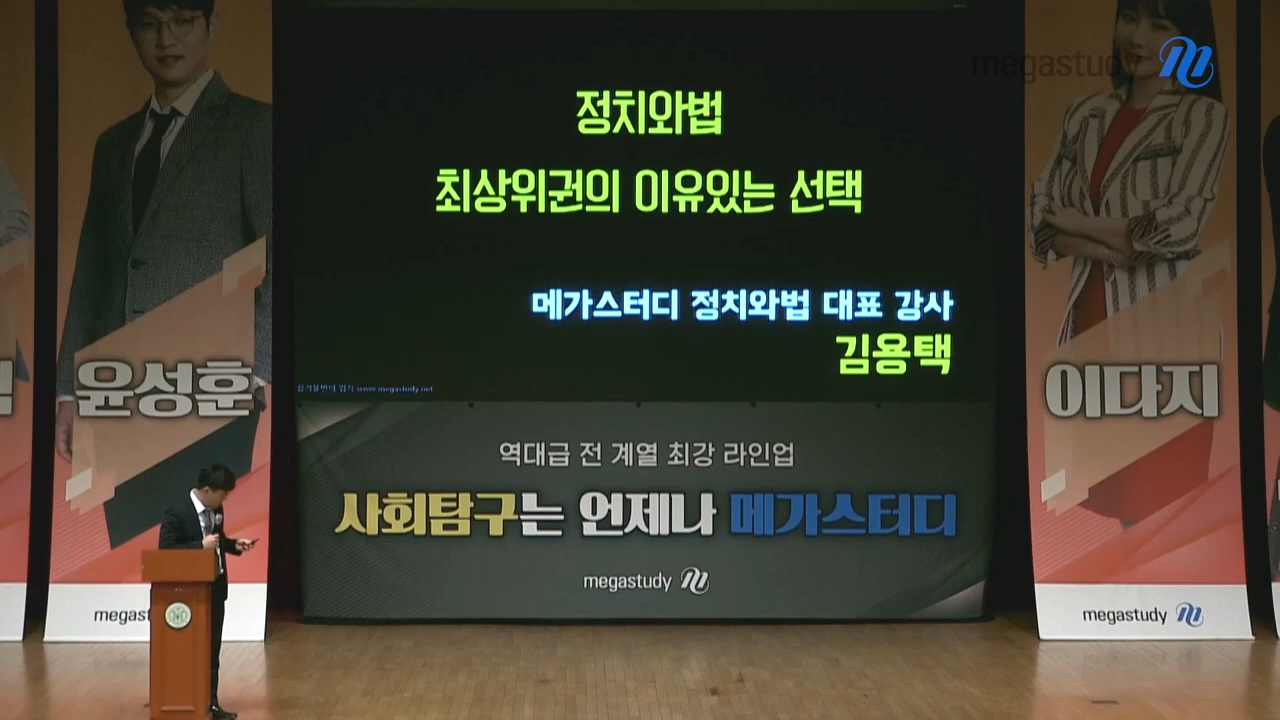 megastudy
정치와법
최상위권의 이유있는 선택
메가스터디 정치와법 대표 강사
김용택
www.megastudy.net
윤성훈
이다지
역대급 전 계열 최강 라인업
사회탐구는 언제나 메가스터디
megastudy
megast
megastudy